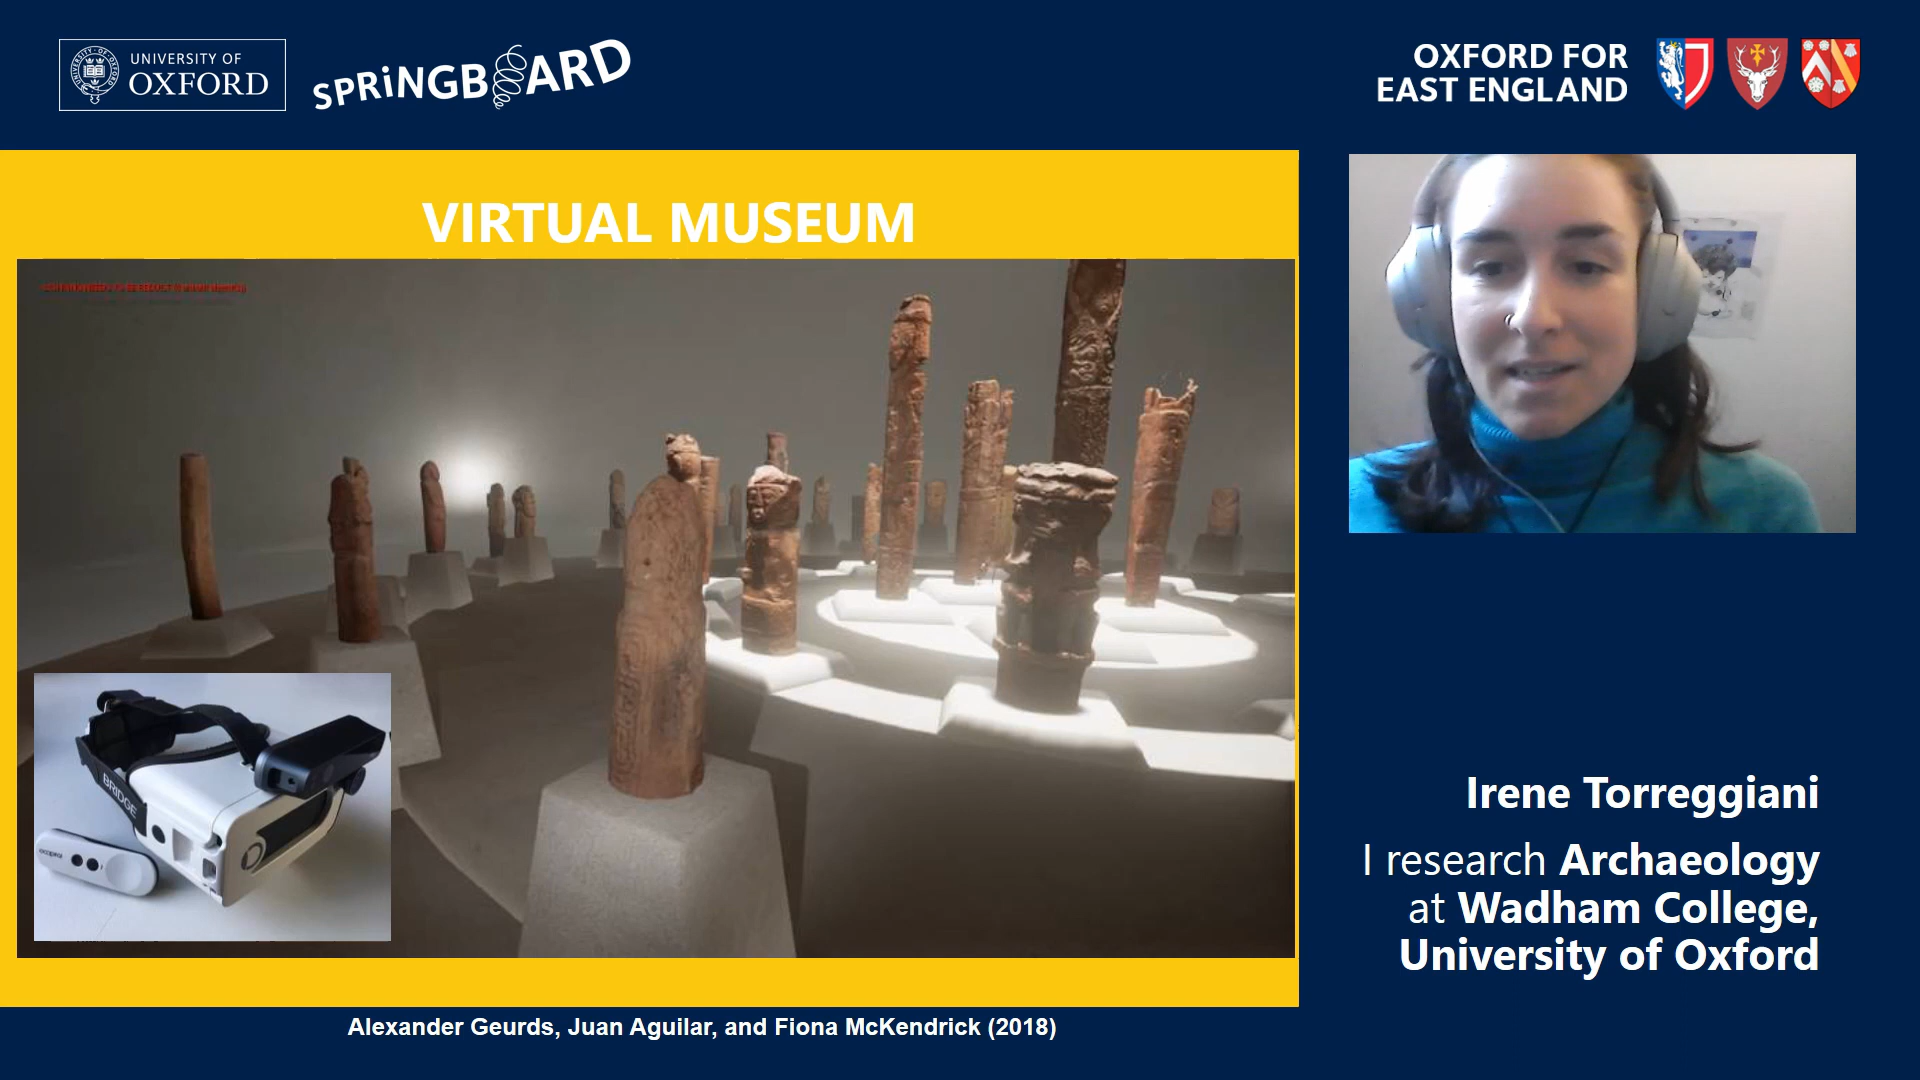 UNIVERSITY OF
OXFORD
SPRiNGBOARD
OXFORD FOR
EAST ENGLAND
VIRTUAL MUSEUM
BRIDGE
Irene Torreggiani
I research Archaeology
at Wadham College,
University of Oxford
Alexander Geurds, Juan Aguilar, and Fiona McKendrick (2018)